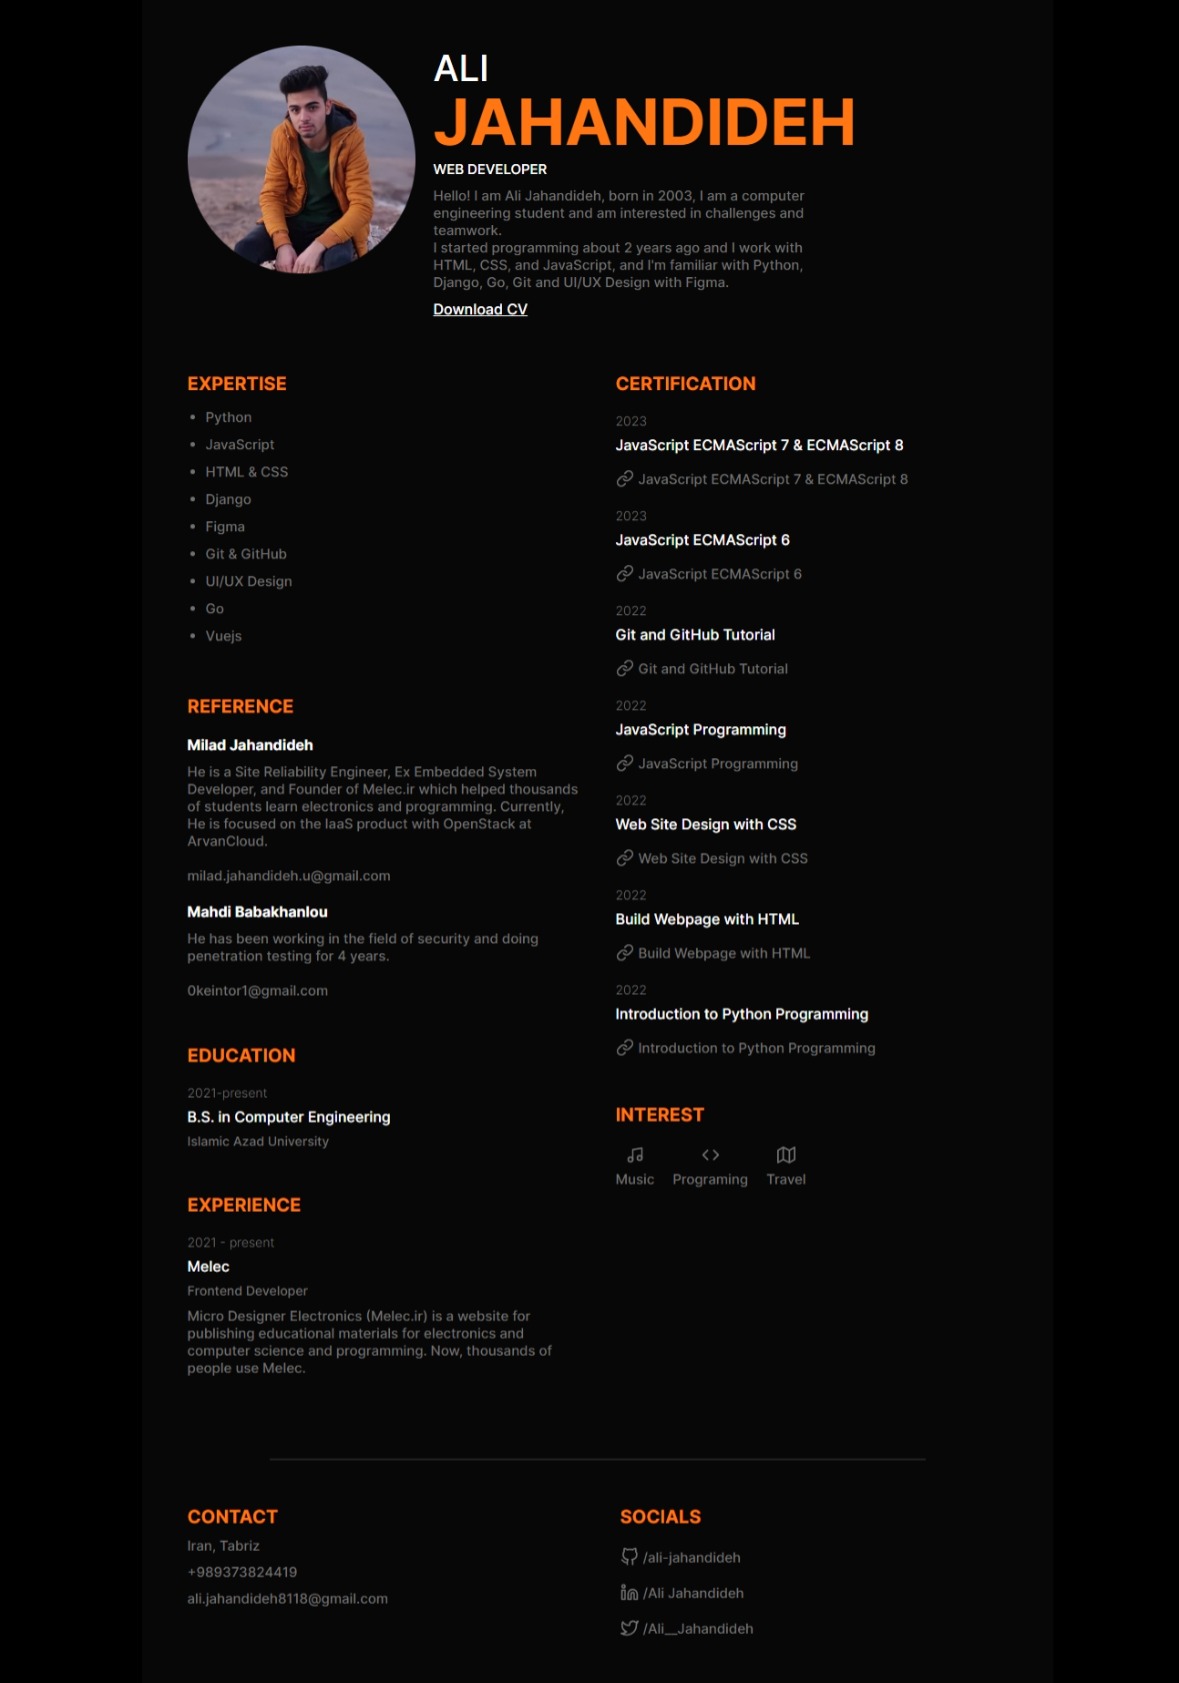 ALI
JAHANDIDEH
WEB DEVELOPER
Hello! I am Ali Jahandideh, born in 2003, I am a computer
engineering student and am interested in challenges and
teamwork.
I started programming about 2 years ago and I work with
HTML, CSS, and JavaScript, and I'm familiar with Python,
Django, Go, Git and UI/UX Design with Figma.
Download CV
EXPERTISE
• Python
• JavaScript
• HTML & CSS
• Django
• Figma
• Git & GitHub
• UI/UX Design
• Go
• Vuejs
REFERENCE
Milad Jahandideh
He is a Site Reliability Engineer, Ex Embedded System
Developer, and Founder of Melec.ir which helped thousands
of students learn electronics and programming. Currently,
He is focused on the IaaS product with OpenStack at
ArvanCloud.
milad.jahandideh.u@gmail.com
Mahdi Babakhanlou
He has been working in the field of security and doing
penetration testing for 4 years.
0keintor1@gmail.com
EDUCATION
2021-present
B.S. in Computer Engineering
Islamic Azad University
EXPERIENCE
2021 - present
Melec
Frontend Developer
Micro Designer Electronics (Melec.ir) is a website for
publishing educational materials for electronics and
computer science and programming. Now, thousands of
people use Melec.
CERTIFICATION
2023
JavaScript ECMAScript 7 & ECMAScript 8
JavaScript ECMAScript 7 & ECMAScript 8
2023
JavaScript ECMAScript 6
JavaScript ECMAScript 6
2022
Git and GitHub Tutorial
Git and GitHub Tutorial
2022
JavaScript Programming
JavaScript Programming
2022
Web Site Design with CSS
Web Site Design with CSS
2022
Build Webpage with HTML
Build Webpage with HTML
2022
Introduction to Python Programming
Introduction to Python Programming
INTEREST
Music Programing Travel
CONTACT
Iran, Tabriz
+989373824419
ali.jahandideh8118@gmail.com
SOCIALS
/ali-jahandideh
/Ali Jahandideh
/Ali__Jahandideh